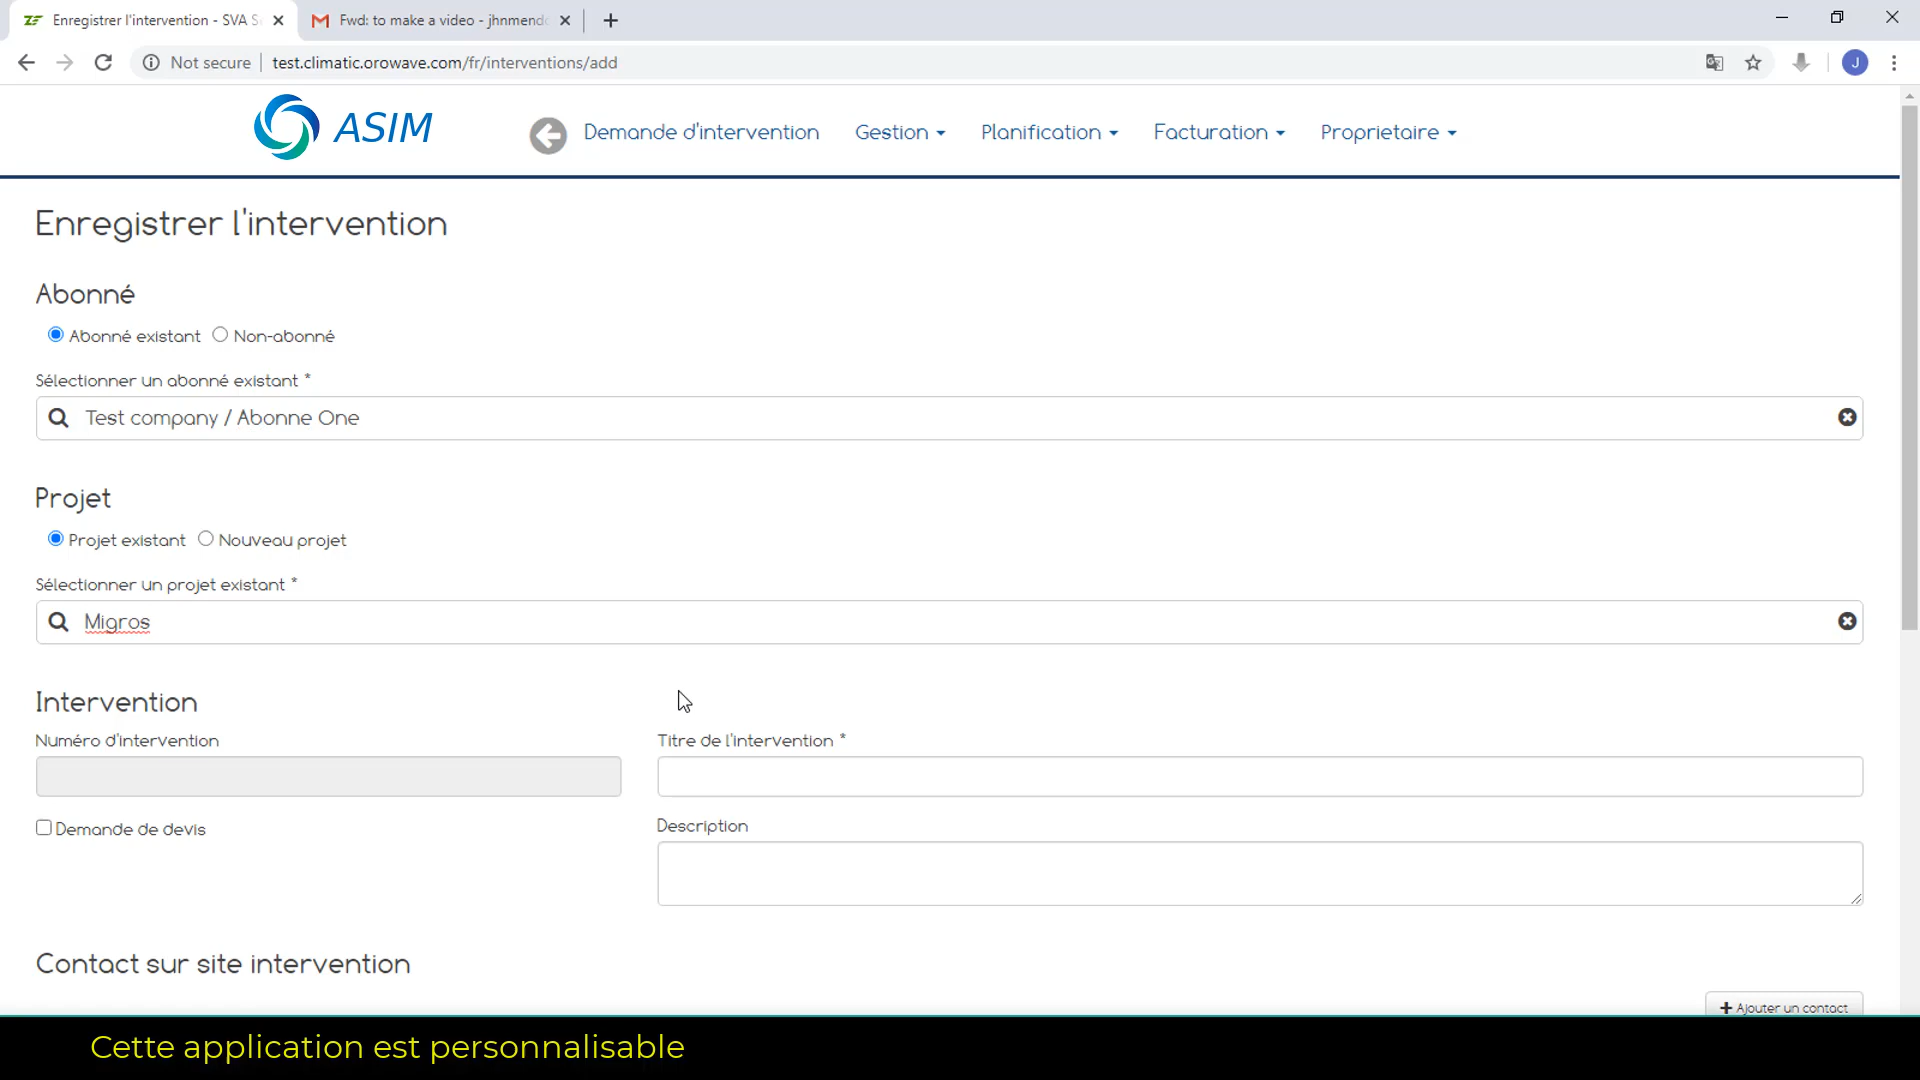 Enregistrer l'intervention - SVA S
Fwd: to make a video - jhnmend
Not secure
test.climatic.orowave.com/fr/interventions/add
J
ASIM
Demande d'intervention
Gestion
Planification
Facturation
Proprietaire
Enregistrer l'intervention
Abonné
Abonné existant
Non-abonné
Sélectionner un abonné existant *
Test company / Abonne One
Projet
Projet existant
Nouveau projet
Sélectionner un projet existant *
Migros
Intervention
Numéro d'intervention
Titre de l'intervention *
Demande de devis
Description
Contact sur site intervention
Ajouter un contact
Cette application est personnalisable